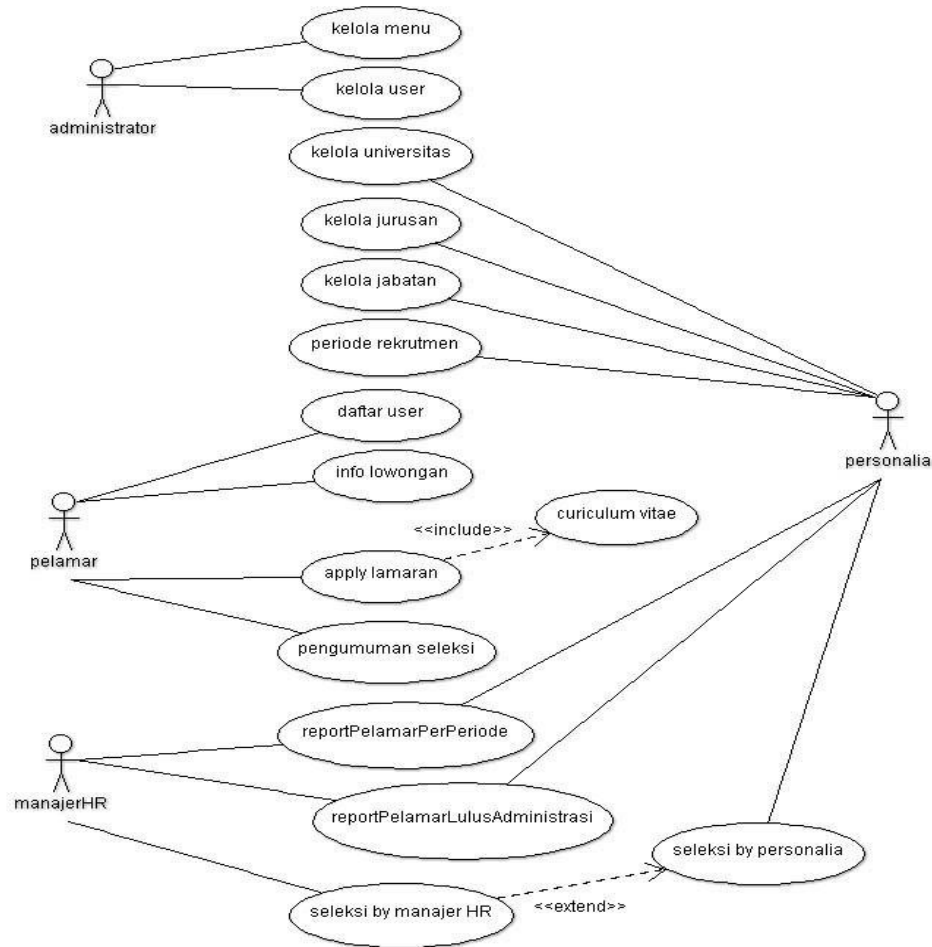 kelola menu
kelola user
administrator
kelola universitas
kelola jurusan
kelola jabatan
periode rekrutmen
daftar user
personalia
info lowongan
curiculum vitae
<<include>>
pelamar
apply lamaran
pengumuman seleksi
reportPelamarPerPeriode
manajerHR
reportPelamarLulusAdministrasi
seleksi by personalia
seleksi by manajer HR
<<extend>>